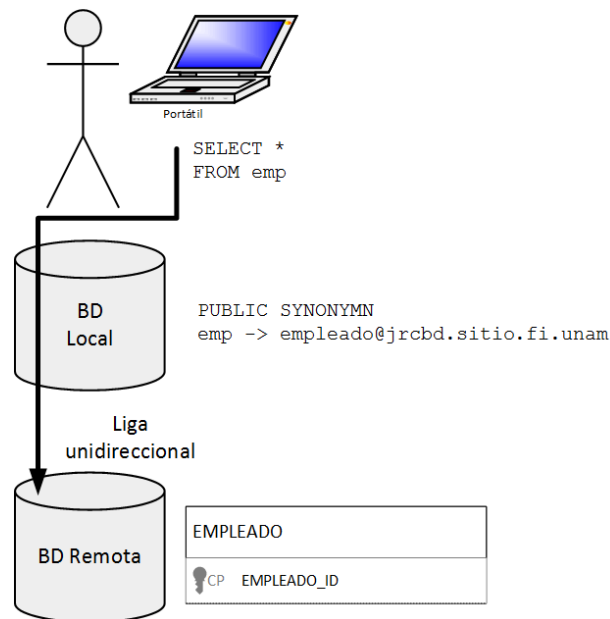 Portátil
SELECT *
FROM emp
BD
Local
PUBLIC SYNONYMN
emp -> empleado@jrcbd.sitio.fi.unam
Liga
unidireccional
BD Remota
EMPLEADO
CP EMPLEADO_ID